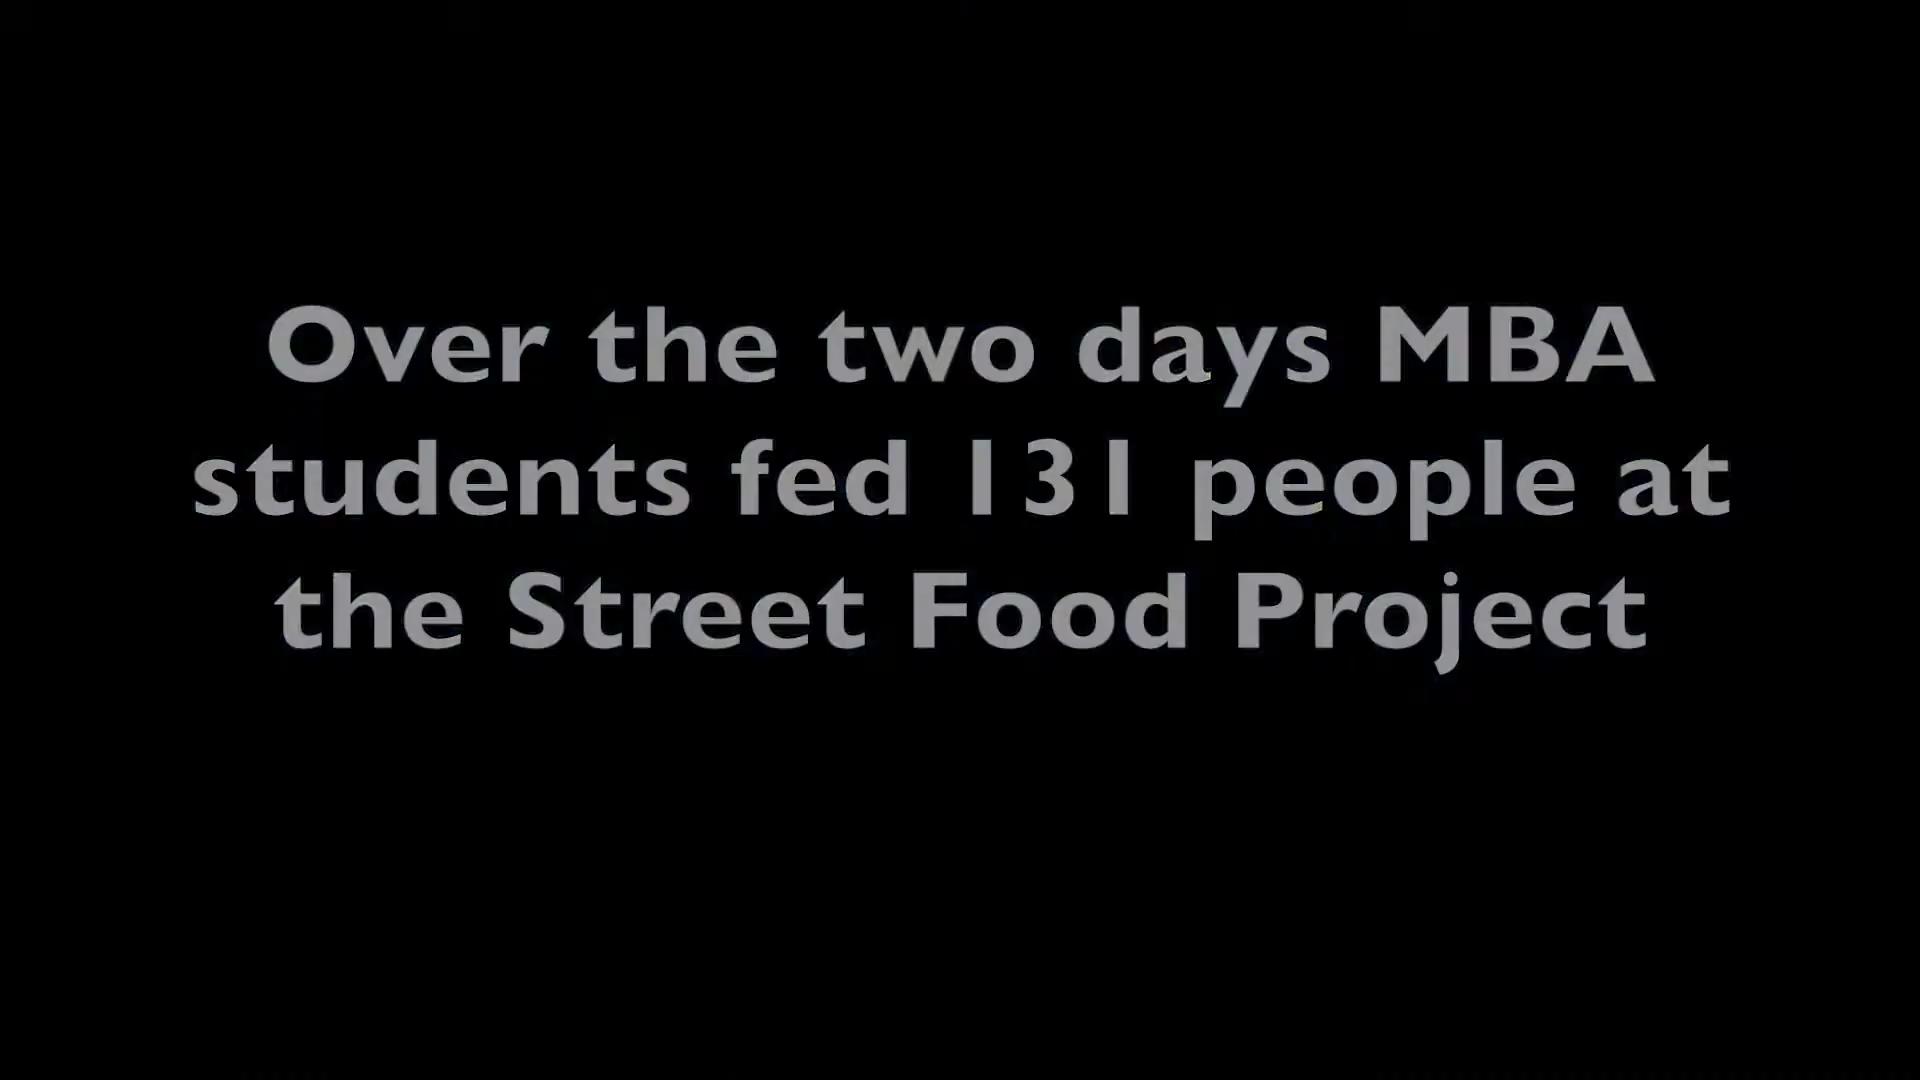 Over the two days MBA
students fed 131 people at
the Street Food Project